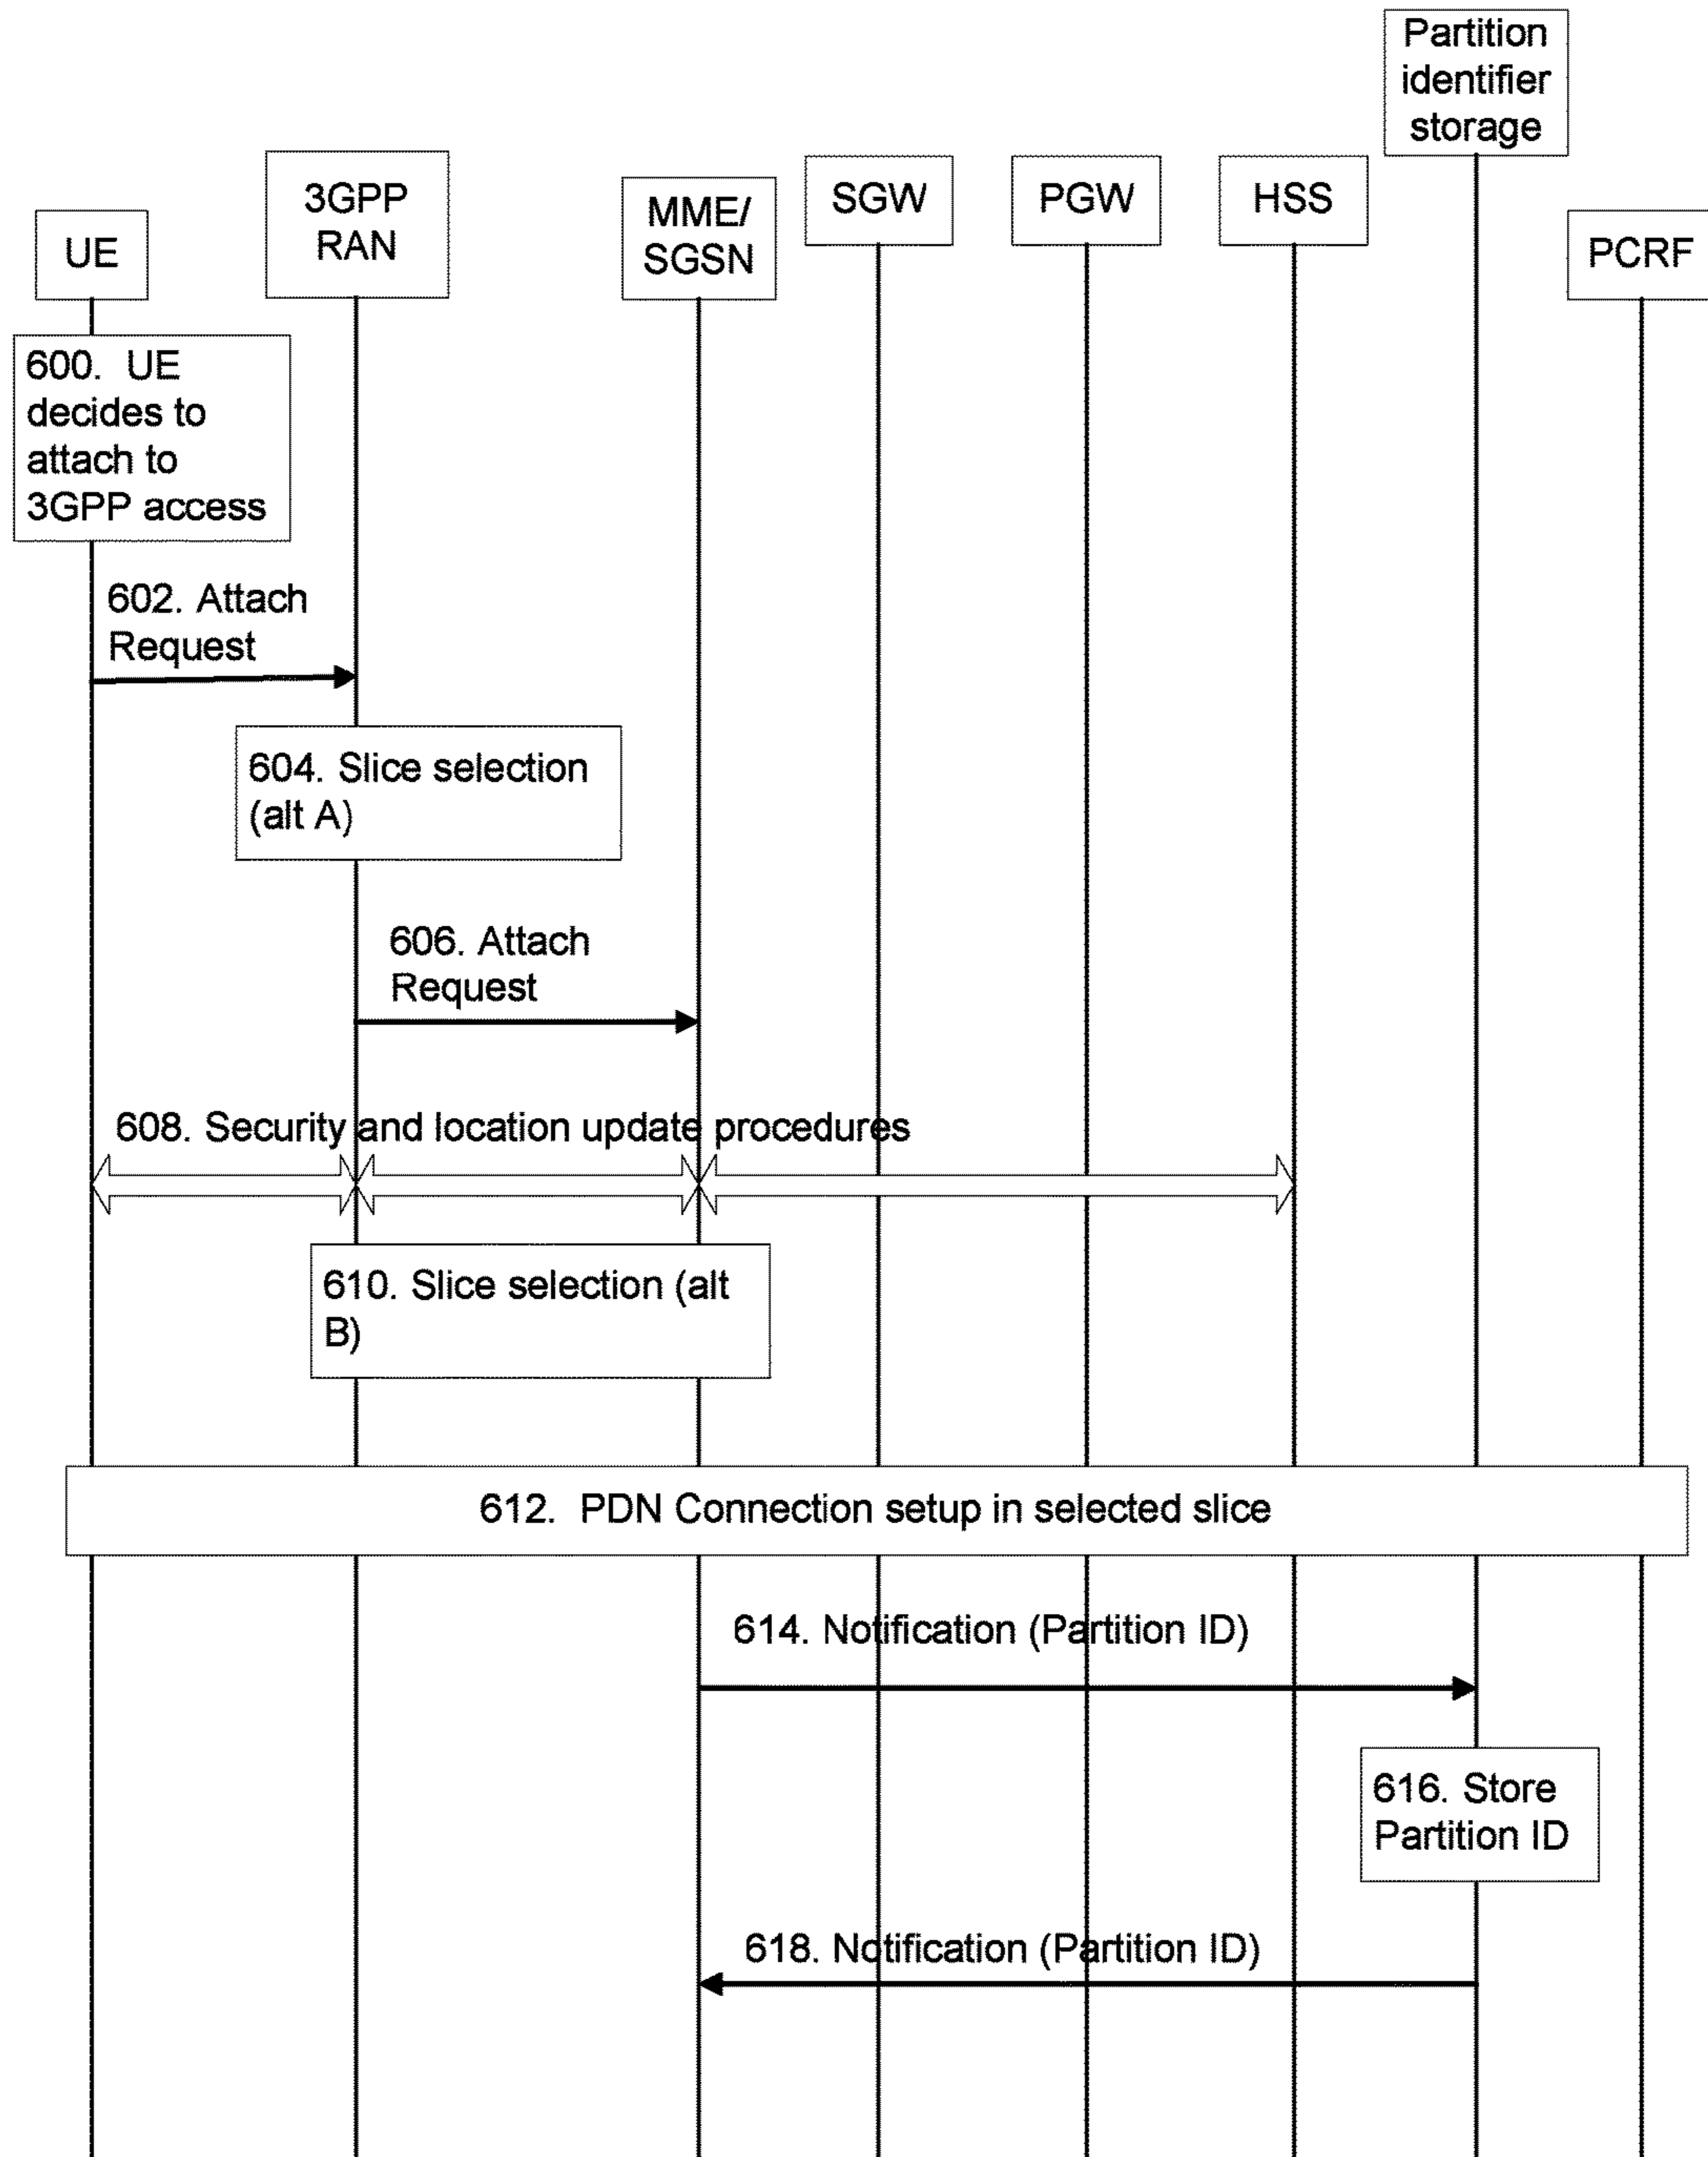 Partition
identifier
storage
3GPP
RAN
MME/
SGSN
SGW
PGW
HSS
UE
PCRF
600. UE
decides to
attach to
3GPP access
602. Attach
Request
604. Slice selection
(alt A)
606. Attach
Request
608. Security and location update procedures
610. Slice selection (alt
B)
612. PDN Connection setup in selected slice
614. Notification (Partition ID)
616. Store
Partition ID
618. Notification (Partition ID)